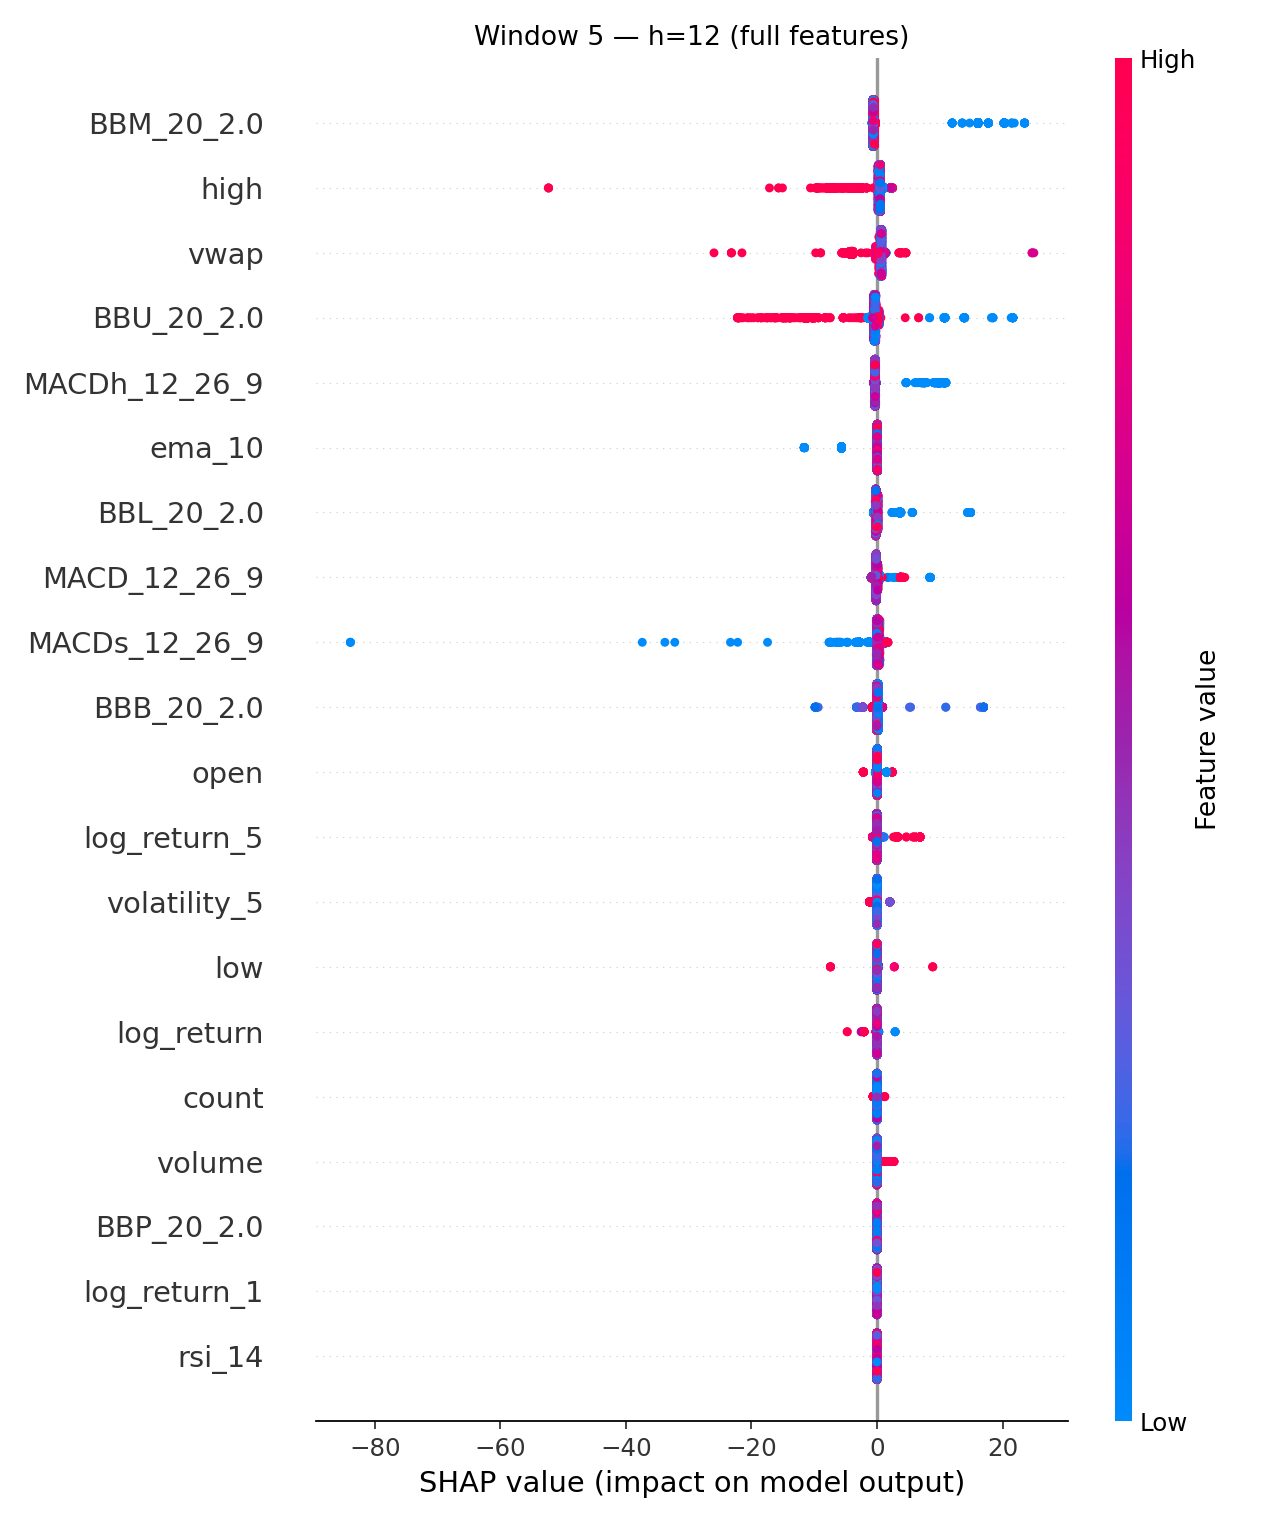 Window 5 — h=12 (full features)
High
BBM_20_2.0
high
vwap
BBU_20_2.0
MACDh_12_26_9
ema_10
BBL_20_2.0
MACD_12_26_9
MACDs_12_26_9
BBB_20_2.0
open
log_return_5
volatility_5
low
log_return
count
volume
BBP_20_2.0
log_return_1
rsi_14
Feature value
Low
−80 −60 −40 −20 0 20
SHAP value (impact on model output)